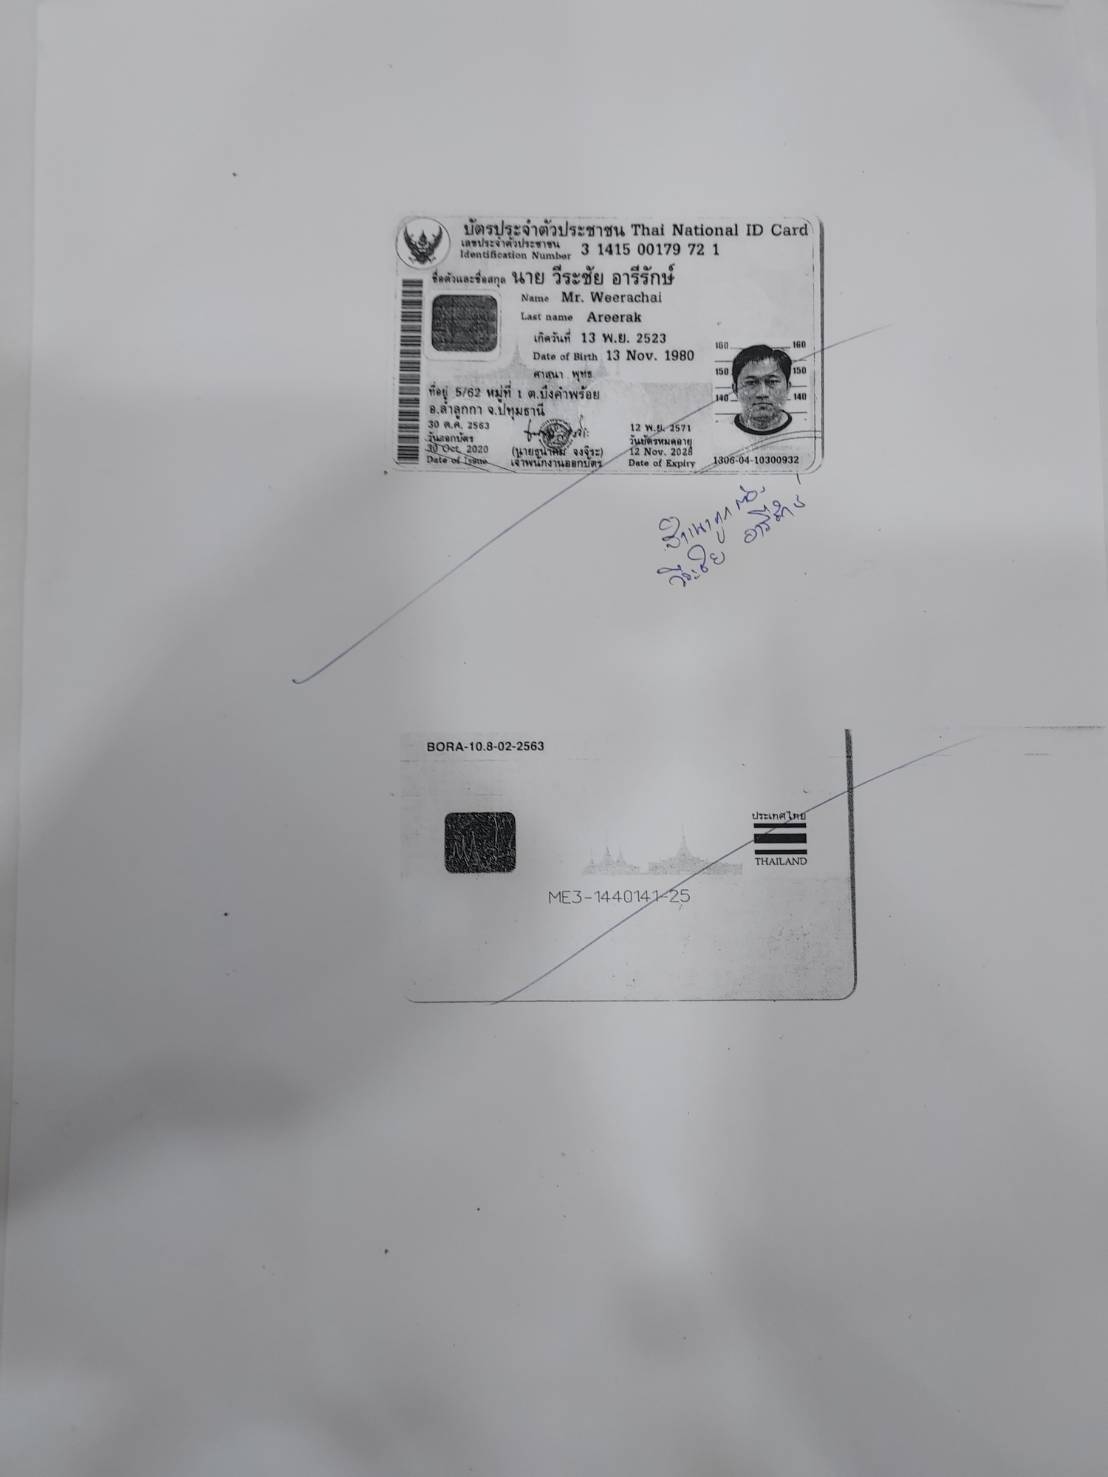 บัตรประจำตัวประชาชน Thai National ID Card
เลขประจำตัวประชาชน
Identification Number 3 1415 00179 72 1
ชื่อตัวและชื่อสกุล นาย วีระชัย อารีรักษ์
Name Mr. Weerachai
Last name Areerak
เกิดวันที่ 13 พ.ย. 2523
Date of Birth 13 Nov. 1980
ศาสนา พุทธ
ที่อยู่ 5/62 หมู่ที่ 1 ต.บึงคำพร้อย
อ.ลำลูกกา จ.ปทุมธานี
30 ต.ค. 2563
วันออกบัตร
30 Oct. 2020
Date of Issue
เจ้าพนักงานออกบัตร
12 พ.ย. 2571
วันบัตรหมดอายุ
12 Nov. 2028
Date of Expiry
160 160
150 150
140 140
1306-04-10300932
สำเนาถูกต้อง
วีระชัย อารีรักษ์
BORA-10.8-02-2563
ประเทศไทย
THAILAND
ME3-1440141-25